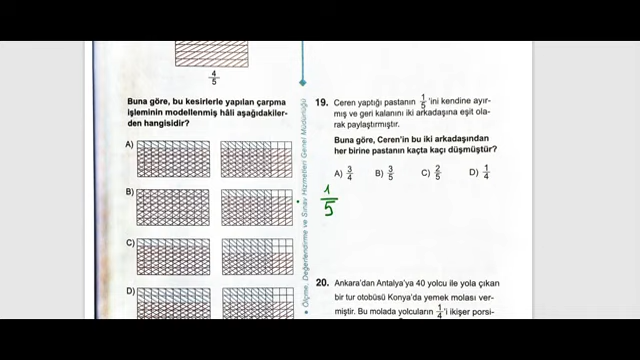 4/5
Buna göre, bu kesirlerle yapılan çarpma
işleminin modellenmiş hâli aşağıdakiler-
den hangisidir?
A)
B)
C)
D)
Ölçme, Değerlendirme ve Sınav Hizmetleri Genel Müdürlüğü
19. Ceren yaptığı pastanın 1/5 'ini kendine ayır-
mış ve geri kalanını iki arkadaşına eşit ola-
rak paylaştırmıştır.
Buna göre, Ceren'in bu iki arkadaşından
her birine pastanın kaçta kaçı düşmüştür?
A) 3/4 B) 3/5 C) 2/5 D) 1/4
1/5
20. Ankara'dan Antalya'ya 40 yolcu ile yola çıkan
bir tur otobüsü Konya'da yemek molası ver-
miştir. Bu molada yolcuların 1/4 'i ikişer porsi-